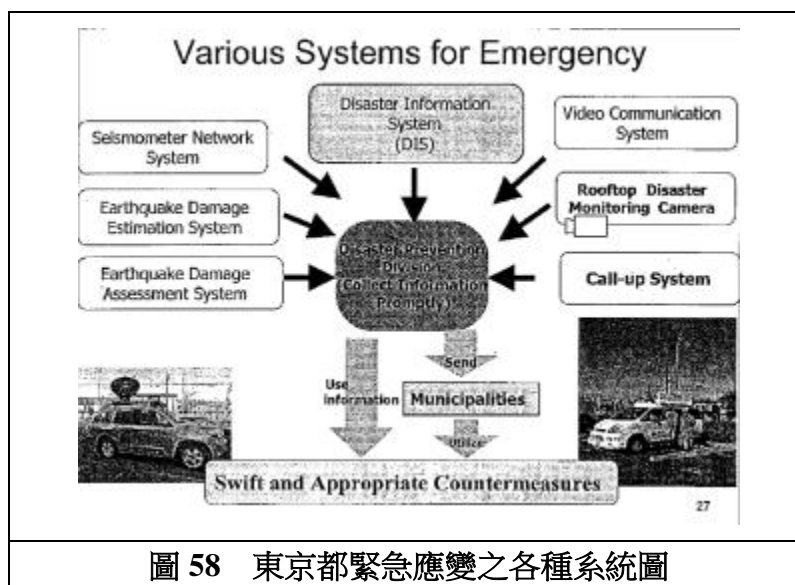 Various Systems for Emergency
Disaster Information
System
(DIS)
Seismometer Network
System
Video Communication
System
Earthquake Damage
Estimation System
Rooftop Disaster
Monitoring Camera
Earthquake Damage
Assessment System
Disaster Prevention
Division
(Collect Information
Promptly)
Call-up System
Use
Information
Send
Municipalities
Utilize
Swift and Appropriate Countermeasures
27
圖 58 東京都緊急應變之各種系統圖